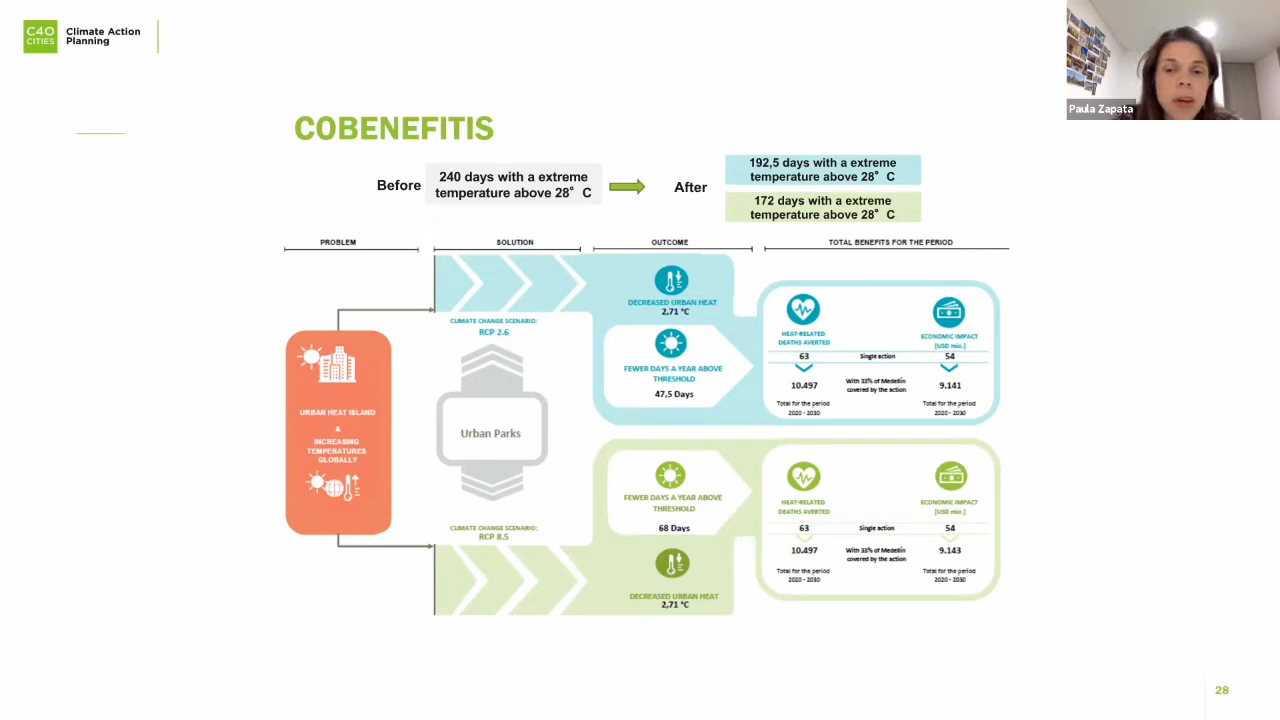 C40
CITIES
Climate Action
Planning
Paula Zapata
COBENEFITIS
Before
240 days with a extreme
temperature above 28° C
After
192,5 days with a extreme
temperature above 28° C
172 days with a extreme
temperature above 28° C
PROBLEM
SOLUTION
OUTCOME
TOTAL BENEFITS FOR THE PERIOD
URBAN HEAT ISLAND
&
INCREASING
TEMPERATURES
GLOBALLY
CLIMATE CHANGE SCENARIO:
RCP 2.6
Urban Parks
CLIMATE CHANGE SCENARIO:
RCP 8.5
DECREASED URBAN HEAT
2,71 °C
FEWER DAYS A YEAR ABOVE
THRESHOLD
47,5 Days
HEAT-RELATED
DEATHS AVERTED
ECONOMIC IMPACT
(USD mio.)
63
Single action
54
10.497
With 33% of Medellín
covered by the action
9.141
Total for the period
2020 - 2030
Total for the period
2020 - 2030
FEWER DAYS A YEAR ABOVE
THRESHOLD
68 Days
DECREASED URBAN HEAT
2,71 °C
HEAT-RELATED
DEATHS AVERTED
ECONOMIC IMPACT
(USD mio.)
63
Single action
54
10.497
With 33% of Medellín
covered by the action
9.143
Total for the period
2020 - 2030
Total for the period
2020 - 2030
28